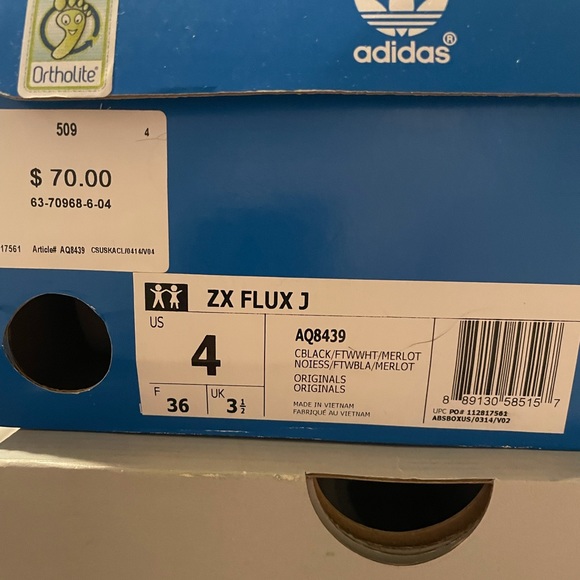 Ortholite®
adidas®
509 4
$ 70.00
63-70968-6-04
17561 Article# AQ8439 CSUSKACL/0414/V04
ZX FLUX J
US
4
F
36
UK
3½
AQ8439
CBLACK/FTWWHT/MERLOT
NOIESS/FTWBLA/MERLOT
ORIGINALS
ORIGINALS
MADE IN VIETNAM
FABRIQUÉ AU VIETNAM
8 89130 58515 7
UPC PO# 112817561
ABSBOXUS/0314/V02